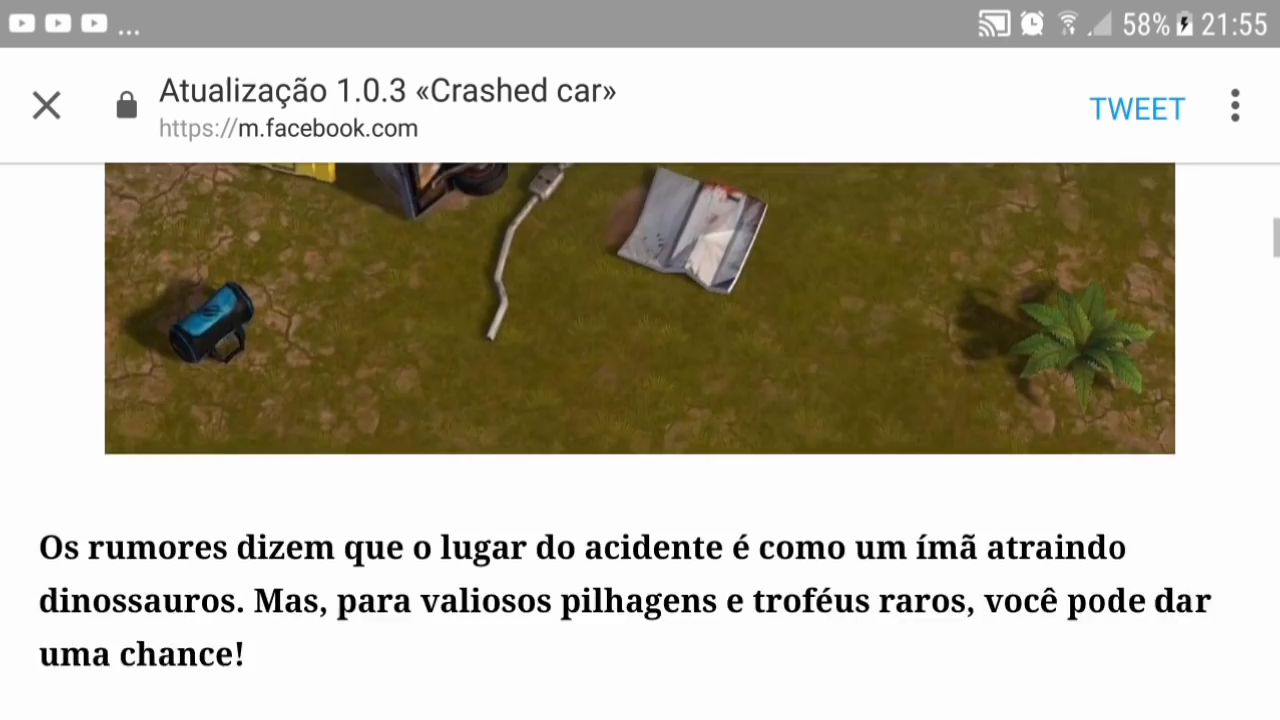 ... 58% 21:55
Atualização 1.0.3 «Crashed car»
https://m.facebook.com
TWEET
Os rumores dizem que o lugar do acidente é como um ímã atraindo
dinossauros. Mas, para valiosos pilhagens e troféus raros, você pode dar
uma chance!